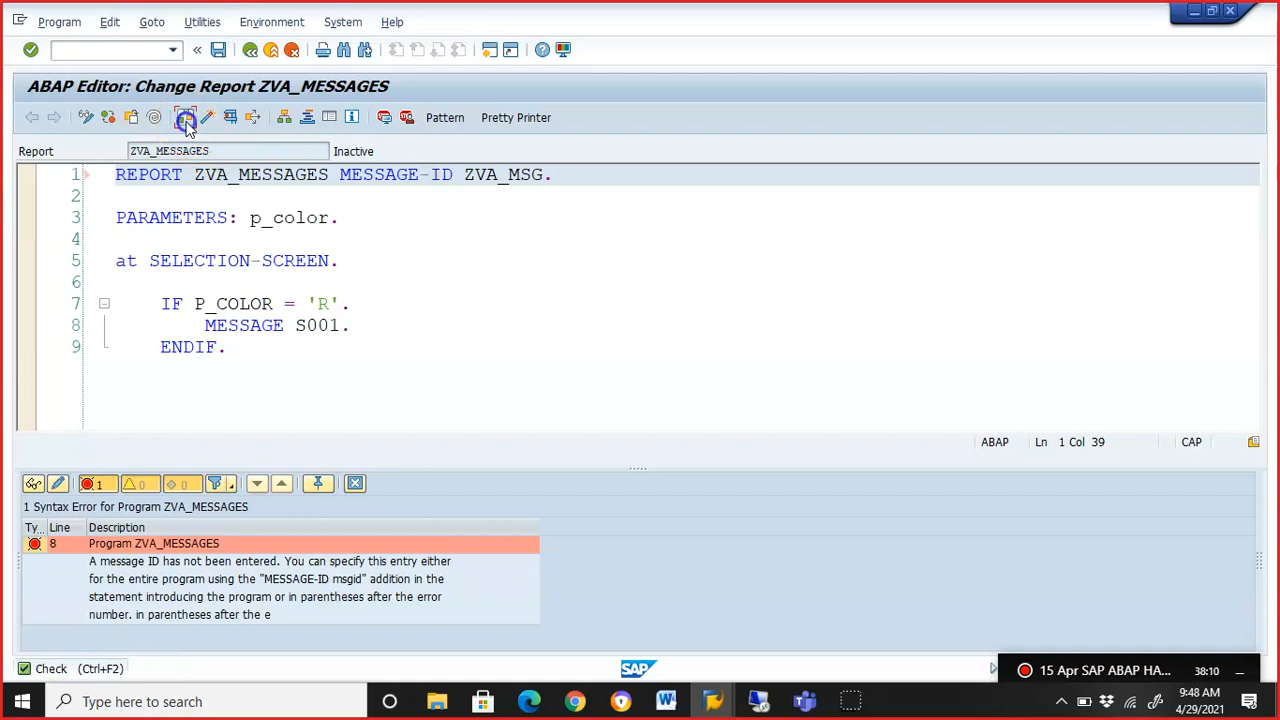 Program Edit Goto Utilities Environment System Help
ABAP Editor: Change Report ZVA_MESSAGES
Pattern Pretty Printer
Report ZVA_MESSAGES Inactive
1 REPORT ZVA_MESSAGES MESSAGE-ID ZVA_MSG.
2
3 PARAMETERS: p_color.
4
5 at SELECTION-SCREEN.
6
7 IF P_COLOR = 'R'.
8 MESSAGE S001.
9 ENDIF.
ABAP Ln 1 Col 39 CAP
1 0 0
1 Syntax Error for Program ZVA_MESSAGES
Ty... Line Description
8 Program ZVA_MESSAGES
A message ID has not been entered. You can specify this entry either
for the entire program using the "MESSAGE-ID msgid" addition in the
statement introducing the program or in parentheses after the error
number. in parentheses after the e
Check (Ctrl+F2)
SAP
15 Apr SAP ABAP HA... 38:10
Type here to search
9:48 AM
4/29/2021